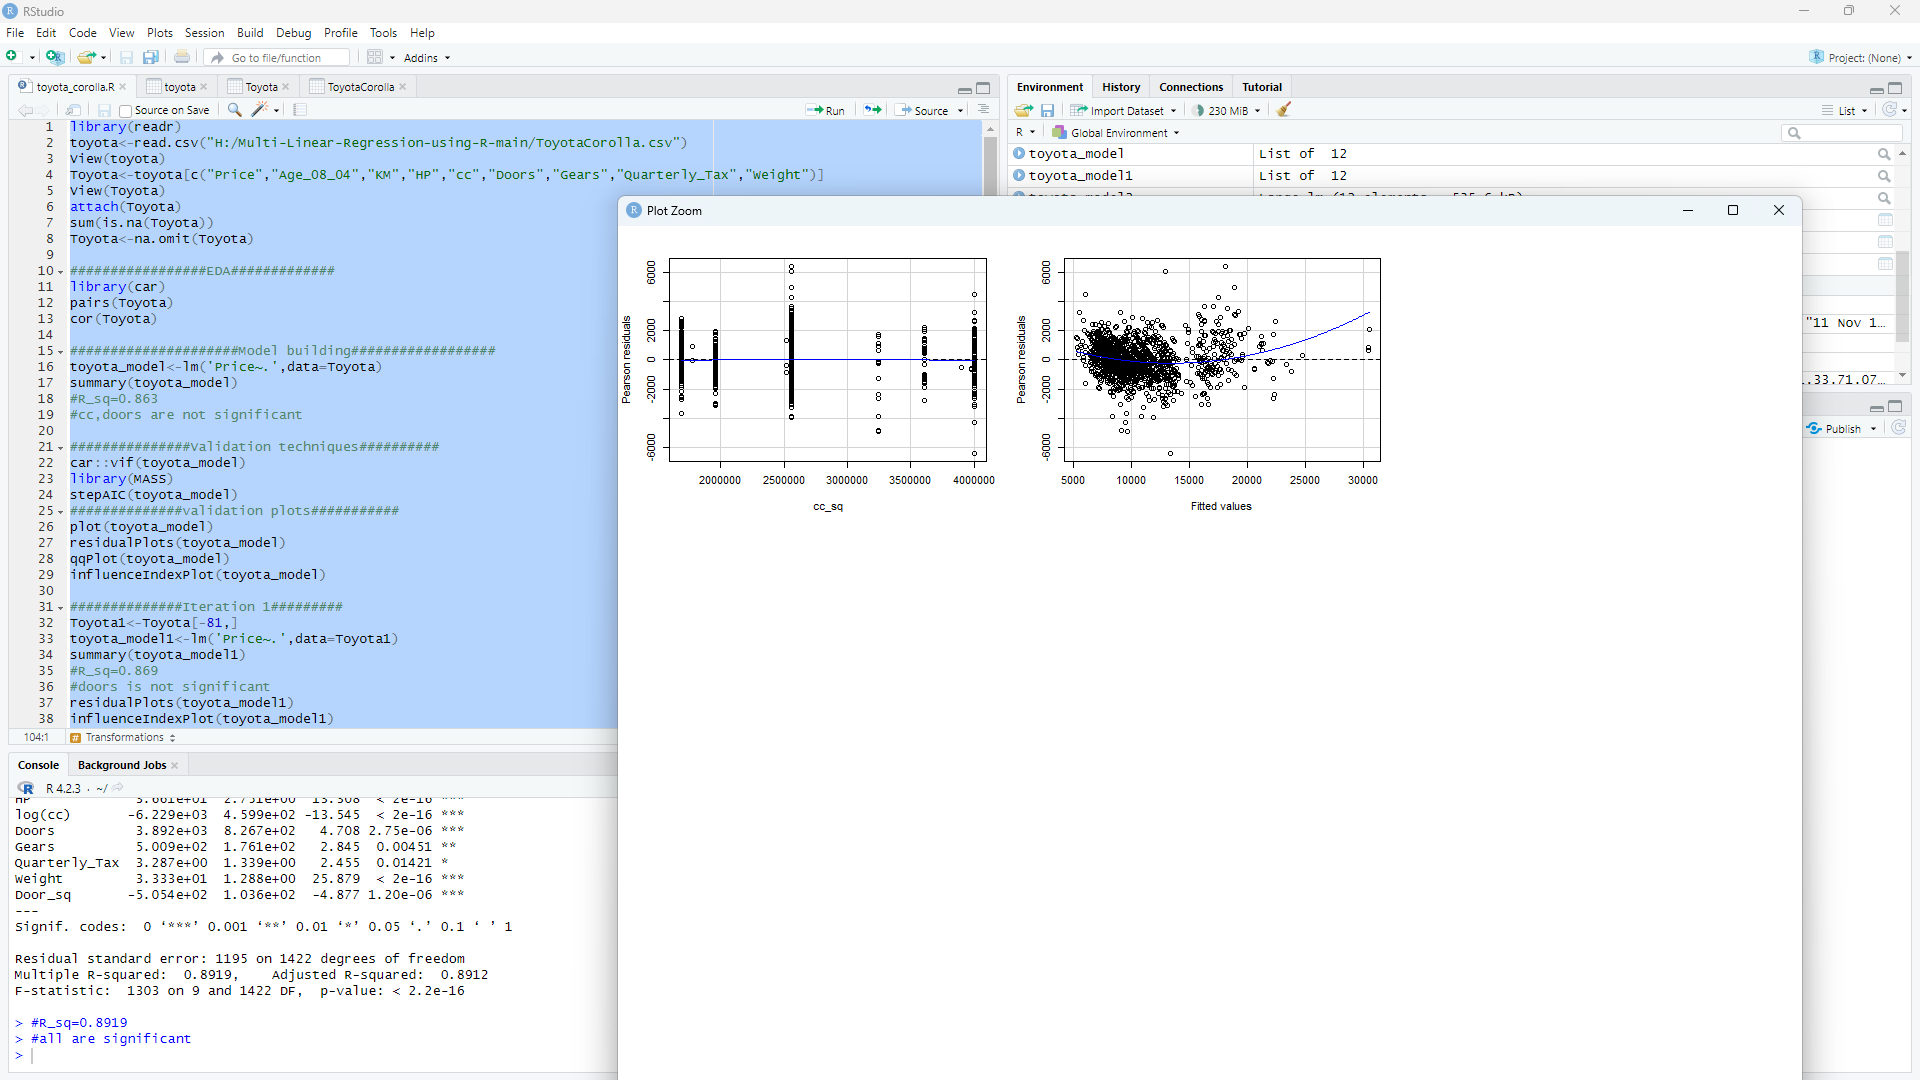 RStudio
File Edit Code View Plots Session Build Debug Profile Tools Help
Go to file/function Addins Project: (None)
toyota_corolla.R toyota Toyota ToyotaCorolla
Source on Save Run Source
1 library(readr)
2 toyota<-read.csv("H:/Multi-Linear-Regression-using-R-main/ToyotaCorolla.csv")
3 View(toyota)
4 Toyota<-toyota[c("Price","Age_08_04","KM","HP","cc","Doors","Gears","Quarterly_Tax","Weight")]
5 View(Toyota)
6 attach(Toyota)
7 sum(is.na(Toyota))
8 Toyota<-na.omit(Toyota)
9
10 #################EDA#############
11 library(car)
12 pairs(Toyota)
13 cor(Toyota)
14
15 #####################Model building##################
16 toyota_model<-lm('Price~.',data=Toyota)
17 summary(toyota_model)
18 #R_sq=0.863
19 #cc,doors are not significant
20
21 ###############Validation techniques##########
22 car::vif(toyota_model)
23 library(MASS)
24 stepAIC(toyota_model)
25 ##############validation plots###########
26 plot(toyota_model)
27 residualPlots(toyota_model)
28 qqPlot(toyota_model)
29 influenceIndexPlot(toyota_model)
30
31 ##############Iteration 1#########
32 Toyota1<-Toyota[-81,]
33 toyota_model1<-lm('Price~.',data=Toyota1)
34 summary(toyota_model1)
35 #R_sq=0.869
36 #doors is not significant
37 residualPlots(toyota_model1)
38 influenceIndexPlot(toyota_model1)
104:1 # Transformations
Console Background Jobs
R 4.2.3 · ~/
HP 3.661e+01 2.751e+00 13.308 < 2e-16 ***
log(cc) -6.229e+03 4.599e+02 -13.545 < 2e-16 ***
Doors 3.892e+03 8.267e+02 4.708 2.75e-06 ***
Gears 5.009e+02 1.761e+02 2.845 0.00451 **
Quarterly_Tax 3.287e+00 1.339e+00 2.455 0.01421 *
Weight 3.333e+01 1.288e+00 25.879 < 2e-16 ***
Door_sq -5.054e+02 1.036e+02 -4.877 1.20e-06 ***
---
Signif. codes: 0 ‘***’ 0.001 ‘**’ 0.01 ‘*’ 0.05 ‘.’ 0.1 ‘ ’ 1
Residual standard error: 1195 on 1422 degrees of freedom
Multiple R-squared: 0.8919, Adjusted R-squared: 0.8912
F-statistic: 1303 on 9 and 1422 DF, p-value: < 2.2e-16
> #R_sq=0.8919
> #all are significant
>
Environment History Connections Tutorial
Import Dataset 230 MiB List
R Global Environment
toyota_model List of 12
toyota_model1 List of 12
"11 Nov 1…
.33.71.07…
Publish
Plot Zoom
Pearson residuals
-6000 -2000 0 2000 6000
2000000 2500000 3000000 3500000 4000000
cc_sq
Pearson residuals
-6000 -2000 0 2000 6000
5000 10000 15000 20000 25000 30000
Fitted values